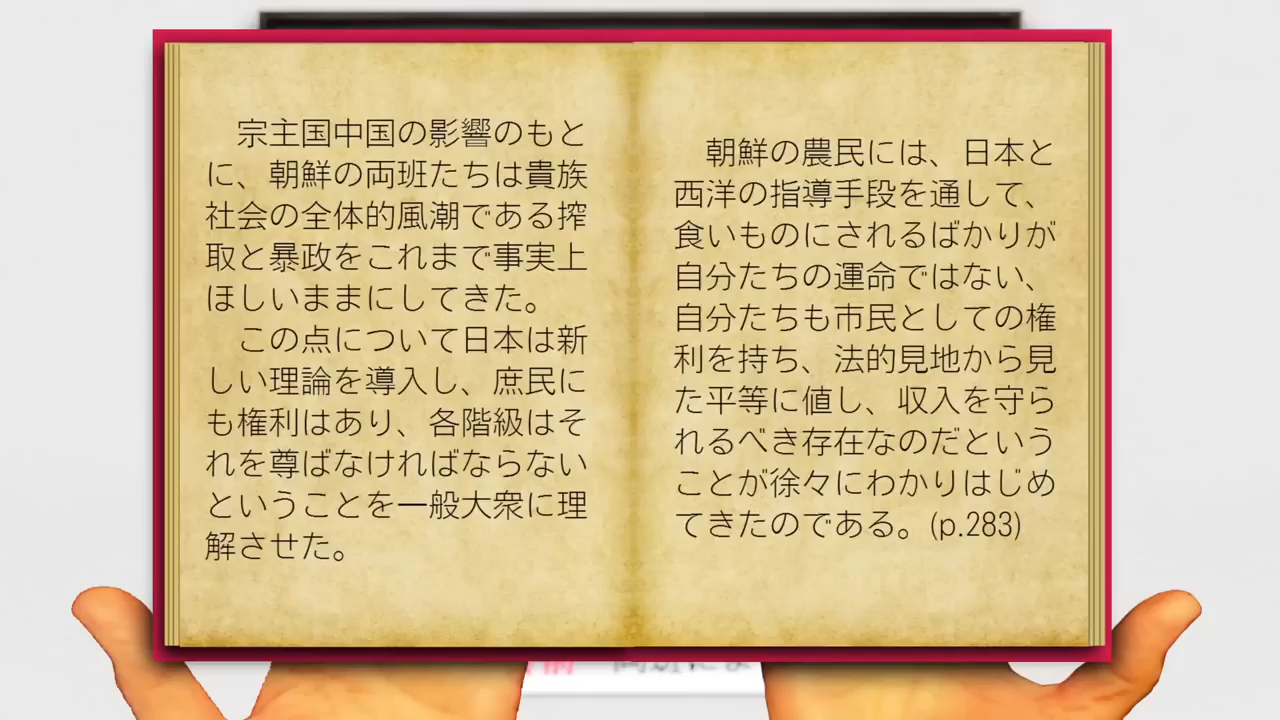 宗主国中国の影響のもと
に、朝鮮の両班たちは貴族
社会の全体的風潮である搾
取と暴政をこれまで事実上
ほしいままにしてきた。
この点について日本は新
しい理論を導入し、庶民に
も権利はあり、各階級はそ
れを尊ばなければならない
ということを一般大衆に理
解させた。
朝鮮の農民には、日本と
西洋の指導手段を通して、
食いものにされるばかりが
自分たちの運命ではない、
自分たちも市民としての権
利を持ち、法的見地から見
た平等に値し、収入を守ら
れるべき存在なのだという
ことが徐々にわかりはじめ
てきたのである。(p.283)